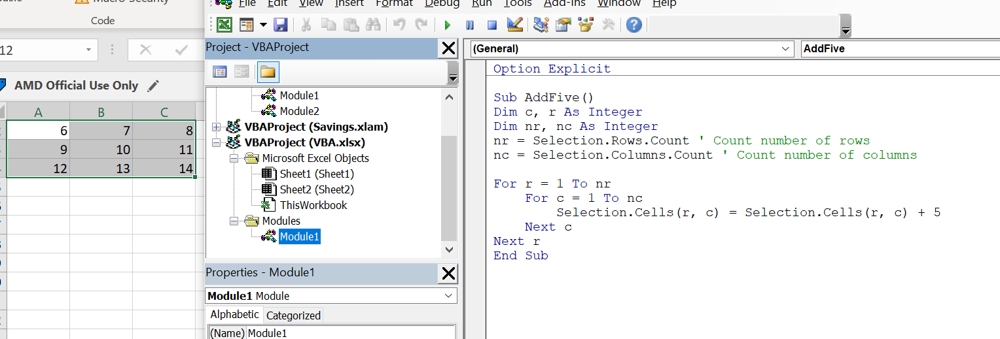 Macro Security
Code
File Edit View Insert Format Debug Run Tools Add-Ins Window Help
12
AMD Official Use Only
A B C
6 7 8
9 10 11
12 13 14
Project - VBAProject
Module1
Module2
VBAProject (Savings.xlam)
VBAProject (VBA.xlsx)
Microsoft Excel Objects
Sheet1 (Sheet1)
Sheet2 (Sheet2)
ThisWorkbook
Modules
Module1
Properties - Module1
Module1 Module
Alphabetic Categorized
(Name) Module1
(General) AddFive
Option Explicit
Sub AddFive()
Dim c, r As Integer
Dim nr, nc As Integer
nr = Selection.Rows.Count ' Count number of rows
nc = Selection.Columns.Count ' Count number of columns
For r = 1 To nr
For c = 1 To nc
Selection.Cells(r, c) = Selection.Cells(r, c) + 5
Next c
Next r
End Sub